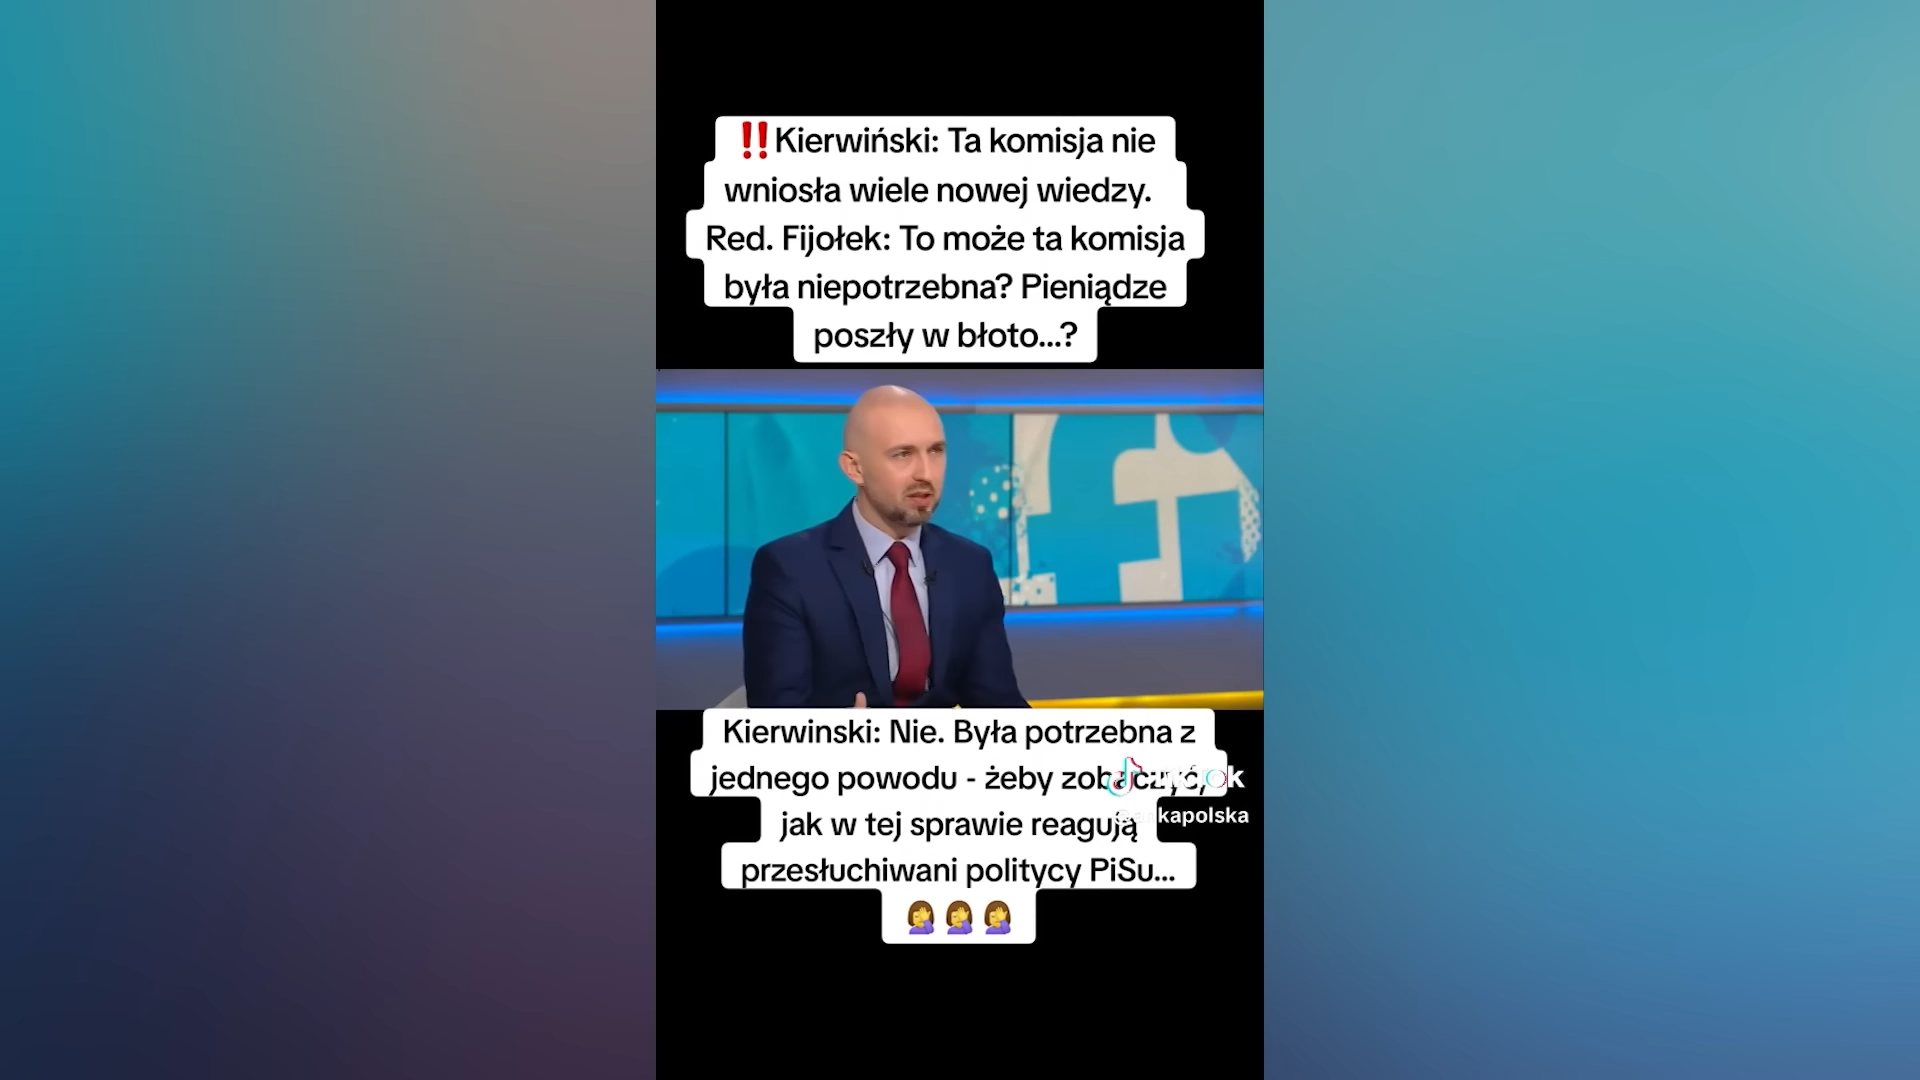 ‼️Kierwiński: Ta komisja nie
wniosła wiele nowej wiedzy.
Red. Fijołek: To może ta komisja
była niepotrzebna? Pieniądze
poszły w błoto...?
Kierwinski: Nie. Była potrzebna z
jednego powodu - żeby zobaczyć,
jak w tej sprawie reagują
przesłuchiwani politycy PiSu...
🤦‍♀️🤦‍♀️🤦‍♀️